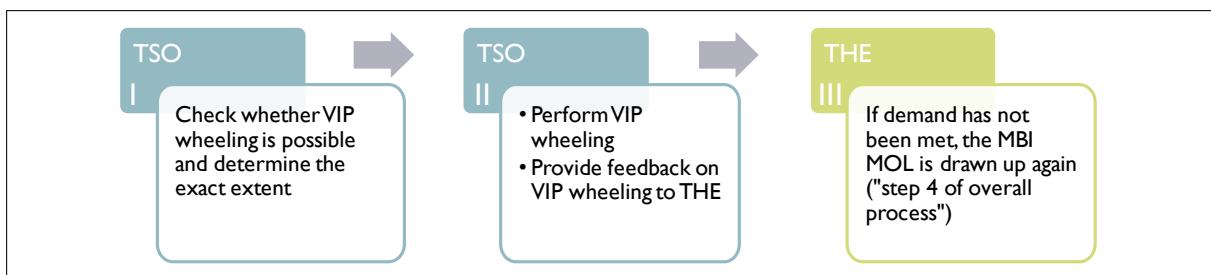 TSO
I
Check whether VIP
wheeling is possible
and determine the
exact extent
TSO
II
• Perform VIP
wheeling
• Provide feedback on
VIP wheeling to THE
THE
III
If demand has not
been met, the MBI
MOL is drawn up again
("step 4 of overall
process")